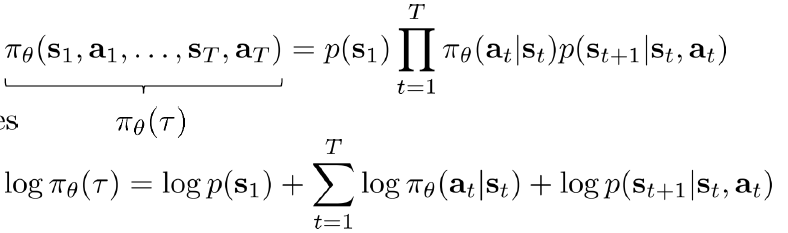 π_θ(s_1, a_1, …, s_T, a_T) = p(s_1) ∏_{t=1}^{T} π_θ(a_t|s_t)p(s_{t+1}|s_t, a_t)
es π_θ(τ)
log π_θ(τ) = log p(s_1) + ∑_{t=1}^{T} log π_θ(a_t|s_t) + log p(s_{t+1}|s_t, a_t)